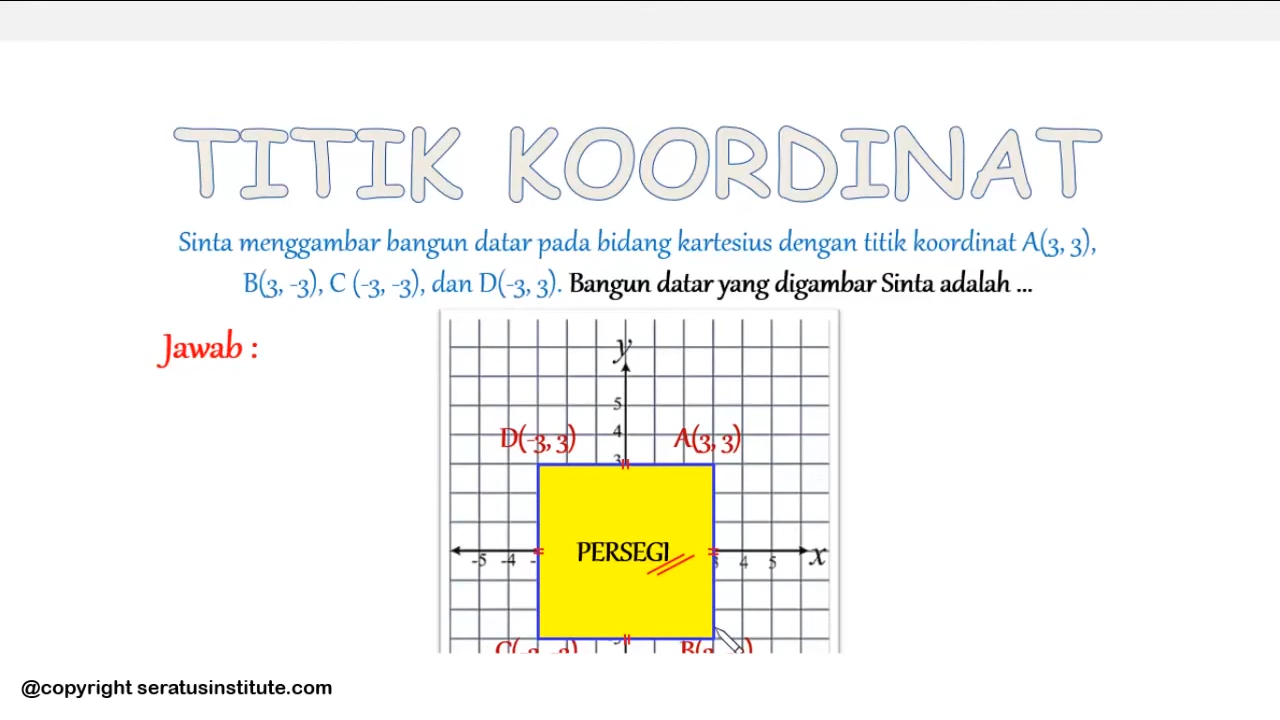 TITIK KOORDINAT
Sinta menggambar bangun datar pada bidang kartesius dengan titik koordinat A(3, 3),
B(3, -3), C (-3, -3), dan D(-3, 3). Bangun datar yang digambar Sinta adalah ...
Jawab :
y
5
4
D(-3, 3) A(3, 3)
3
PERSEGI
-5 -4 3 4 5 x
@copyright seratusinstitute.com